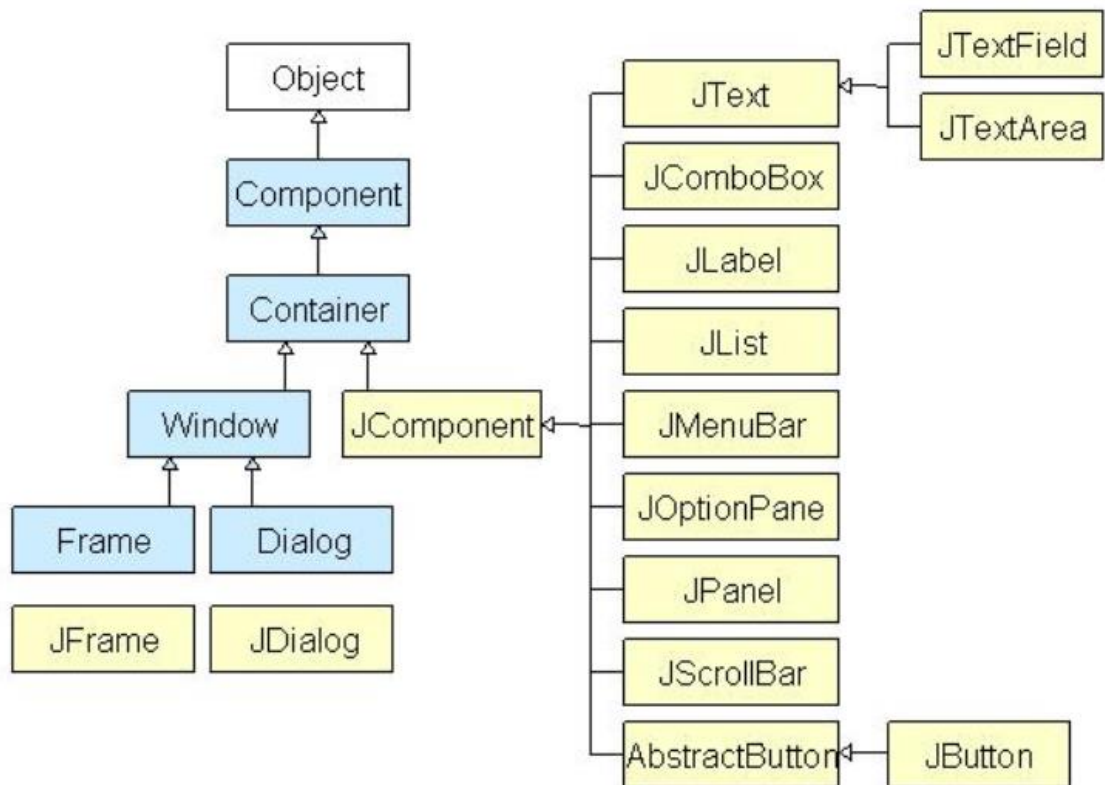 Object
Component
Container
Window
JComponent
Frame
Dialog
JFrame
JDialog
JText
JComboBox
JLabel
JList
JMenuBar
JOptionPane
JPanel
JScrollBar
AbstractButton
JTextField
JTextArea
JButton